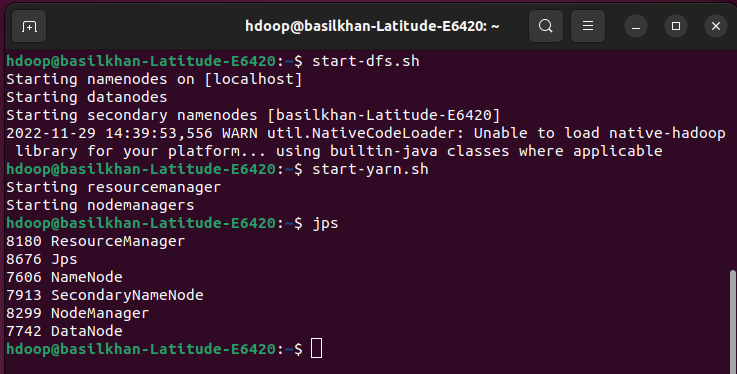 hdoop@basilkhan-Latitude-E6420: ~
hdoop@basilkhan-Latitude-E6420:~$ start-dfs.sh
Starting namenodes on [localhost]
Starting datanodes
Starting secondary namenodes [basilkhan-Latitude-E6420]
2022-11-29 14:39:53,556 WARN util.NativeCodeLoader: Unable to load native-hadoop
 library for your platform... using builtin-java classes where applicable
hdoop@basilkhan-Latitude-E6420:~$ start-yarn.sh
Starting resourcemanager
Starting nodemanagers
hdoop@basilkhan-Latitude-E6420:~$ jps
8180 ResourceManager
8676 Jps
7606 NameNode
7913 SecondaryNameNode
8299 NodeManager
7742 DataNode
hdoop@basilkhan-Latitude-E6420:~$